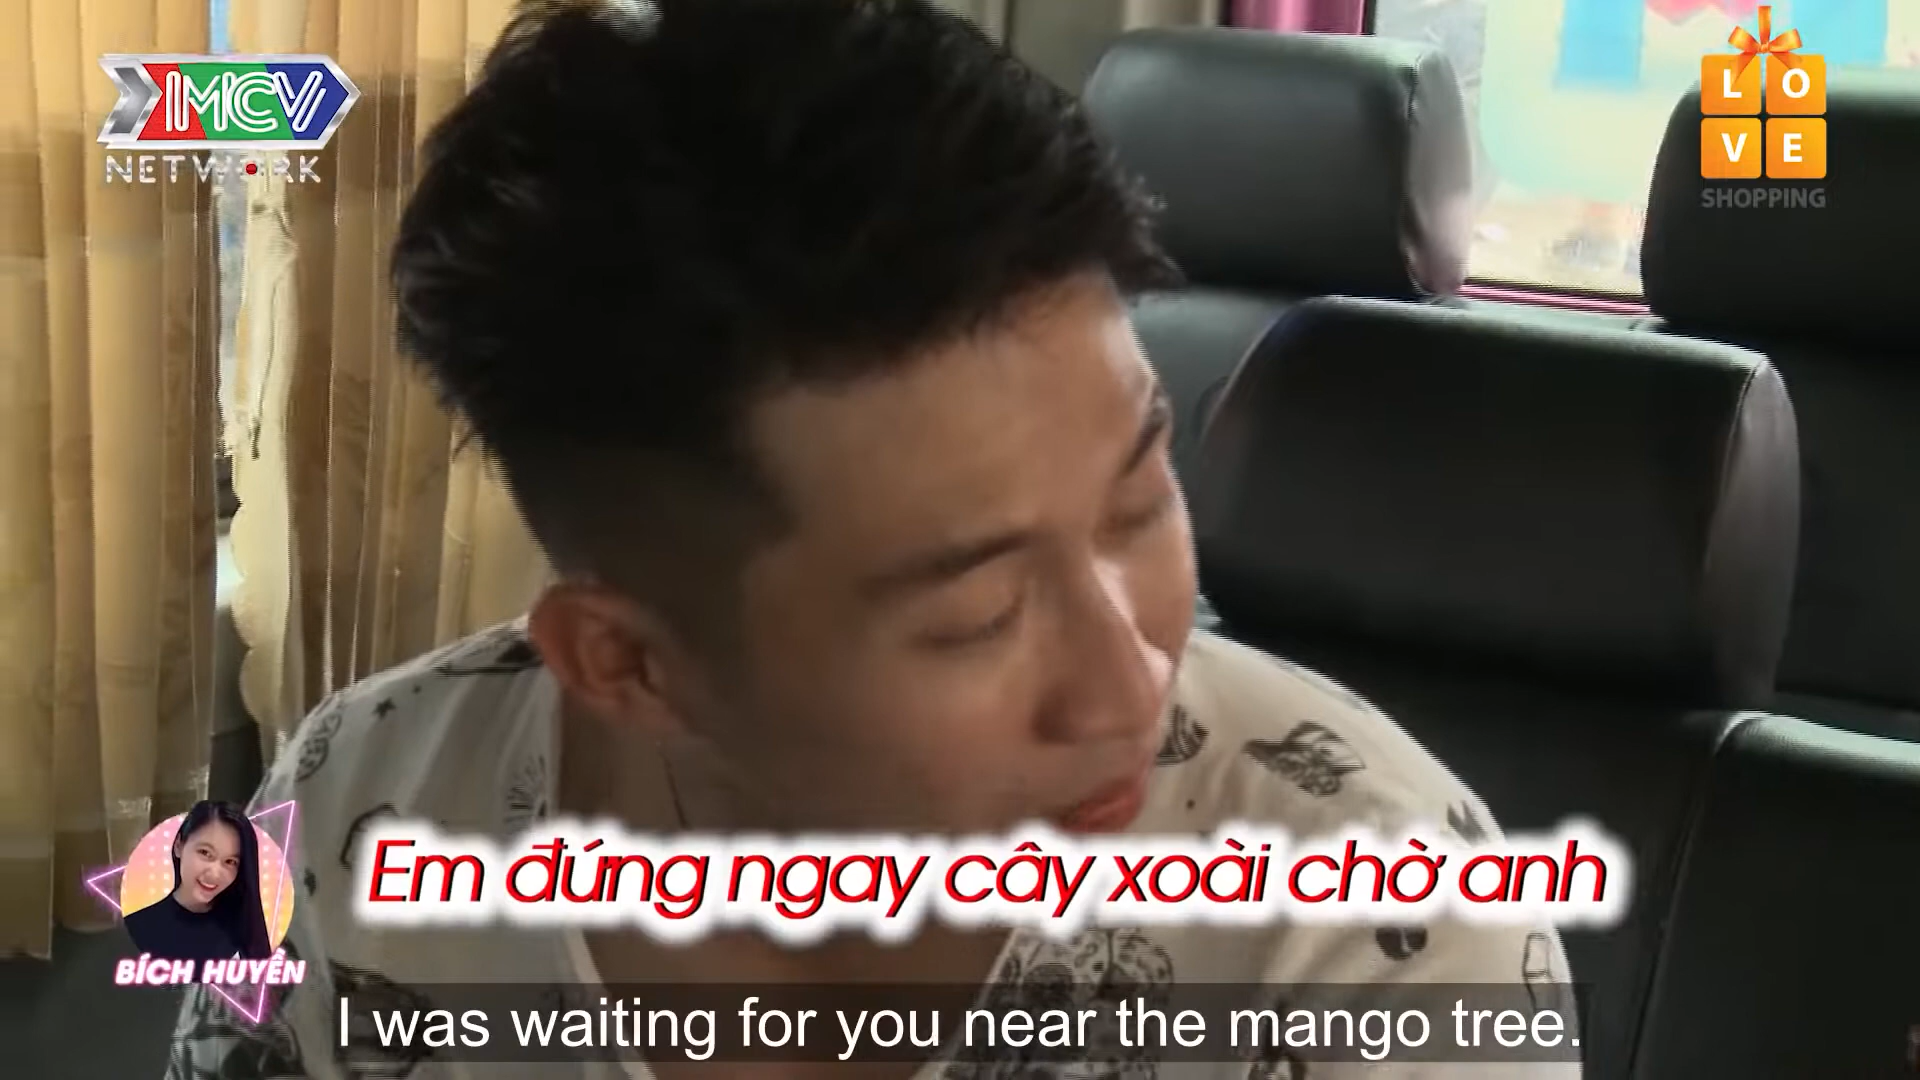 MCV
NETWORK
L O
V E
SHOPPING
Em đứng ngay cây xoài chờ anh
BÍCH HUYỀN
I was waiting for you near the mango tree.